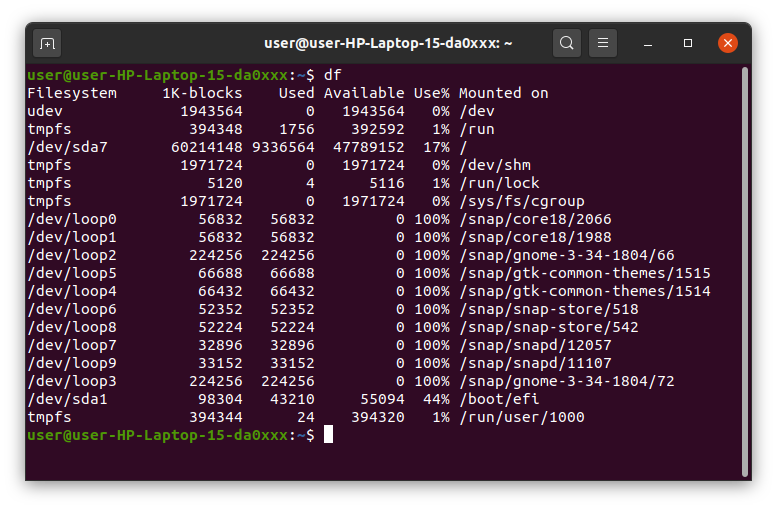 user@user-HP-Laptop-15-da0xxx: ~
user@user-HP-Laptop-15-da0xxx:~$ df
Filesystem     1K-blocks    Used Available Use% Mounted on
udev             1943564       0   1943564   0% /dev
tmpfs             394348    1756    392592   1% /run
/dev/sda7       60214148 9336564  47789152  17% /
tmpfs            1971724       0   1971724   0% /dev/shm
tmpfs               5120       4      5116   1% /run/lock
tmpfs            1971724       0   1971724   0% /sys/fs/cgroup
/dev/loop0         56832   56832         0 100% /snap/core18/2066
/dev/loop1         56832   56832         0 100% /snap/core18/1988
/dev/loop2        224256  224256         0 100% /snap/gnome-3-34-1804/66
/dev/loop5         66688   66688         0 100% /snap/gtk-common-themes/1515
/dev/loop4         66432   66432         0 100% /snap/gtk-common-themes/1514
/dev/loop6         52352   52352         0 100% /snap/snap-store/518
/dev/loop8         52224   52224         0 100% /snap/snap-store/542
/dev/loop7         32896   32896         0 100% /snap/snapd/12057
/dev/loop9         33152   33152         0 100% /snap/snapd/11107
/dev/loop3        224256  224256         0 100% /snap/gnome-3-34-1804/72
/dev/sda1          98304   43210     55094  44% /boot/efi
tmpfs             394344      24    394320   1% /run/user/1000
user@user-HP-Laptop-15-da0xxx:~$